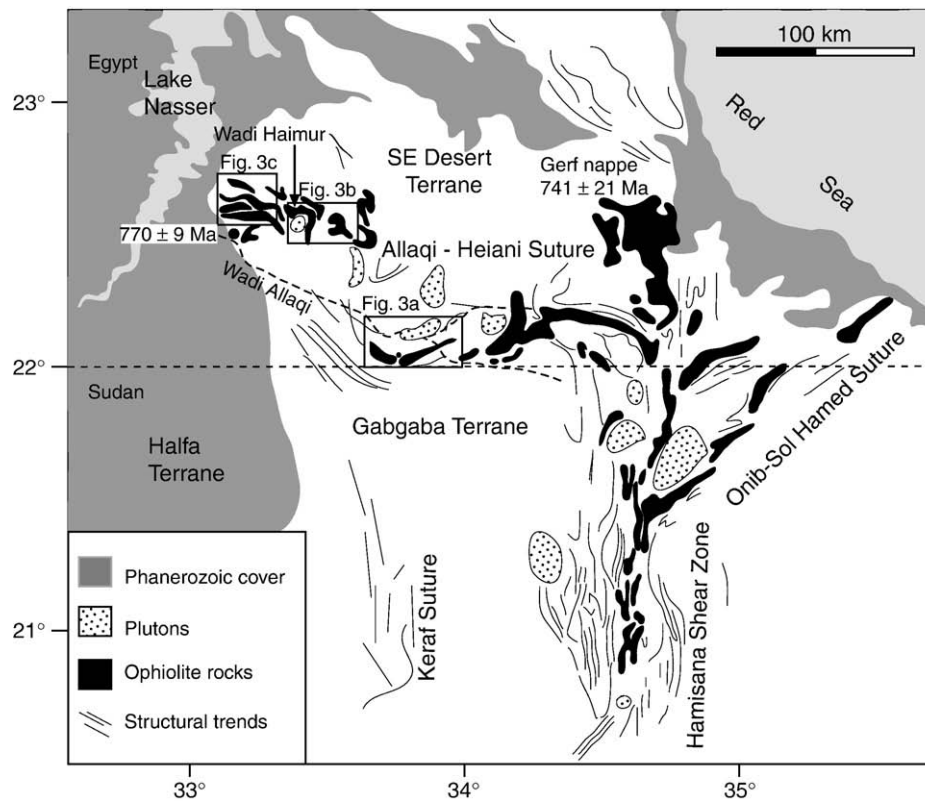 100 km
Egypt
Lake
Nasser
23°
Red
Sea
Wadi Haimur
Fig. 3c
SE Desert
Terrane
Gerf nappe
741 ± 21 Ma
Fig. 3b
770 ± 9 Ma
Allaqi - Heiani Suture
Wadi Allaqi
Fig. 3a
22°
Sudan
Gabgaba Terrane
Halfa
Terrane
Onib-Sol Hamed Suture
Phanerozoic cover
Plutons
Ophiolite rocks
Structural trends
Keraf Suture
Hamisana Shear Zone
21°
33°
34°
35°